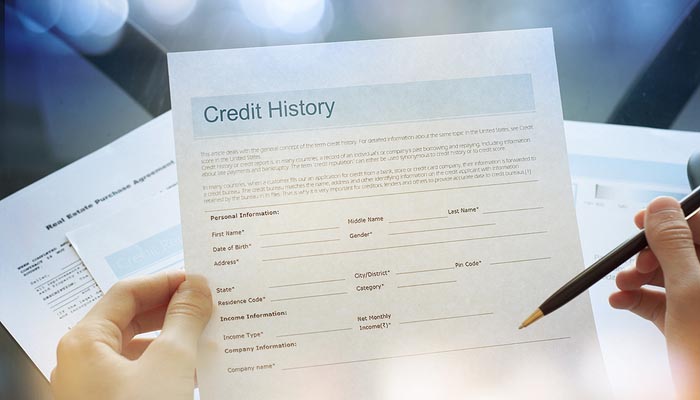 Credit History
This article deals with the general concept of the term credit history. For detailed information about the same topic in the United States, see Credit
score in the United States.
Credit History or credit report is, in many countries, a record of an individual's or company's past borrowing and repaying, including information
about late payments and bankruptcy. The term 'credit reputation' can either be used synonymous to credit history or to credit score.
In many countries, when a customer fills out an application for credit from a bank, store or credit card company, their information is forwarded to
a credit bureau. The credit bureau matches the name, address and other identifying information on the credit applicant with information
retained by the bureau in its files. That is why it is very important for creditors, lenders and others to provide accurate data to credit bureaus.[1]
Personal Information:
First Name* Middle Name Last Name*
Date of Birth* Gender*
Address*
State* City/District* Pin Code*
Residence Code* Category*
Income Information:
Income Type* Net Monthly
Income(₹)*
Company Information:
Company name*
Real Estate Purchase Agreement
Credit Re